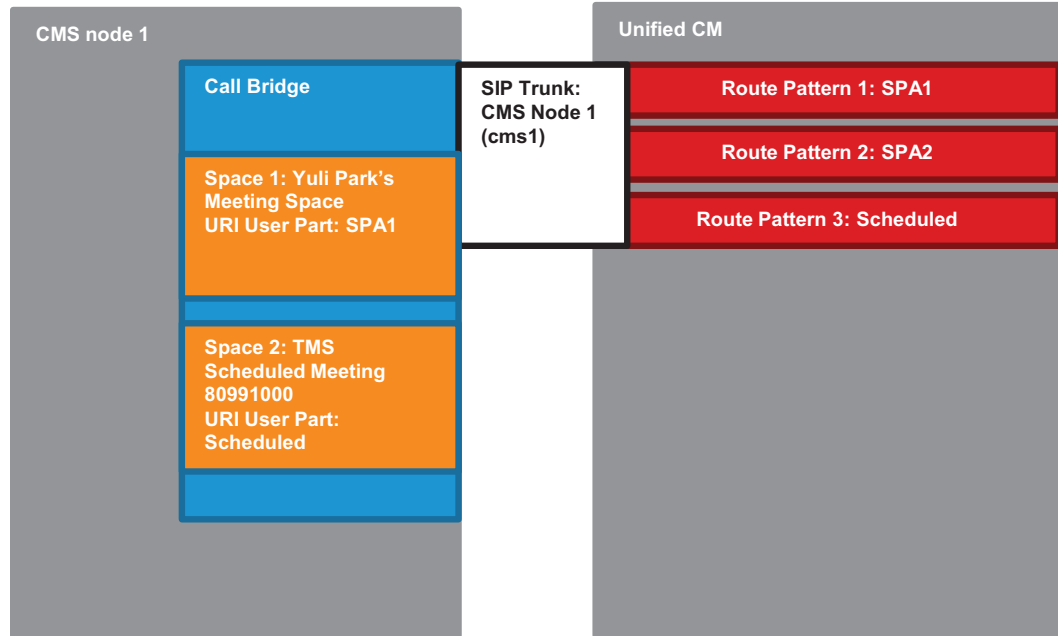 CMS node 1
Call Bridge
Space 1: Yuli Park's
Meeting Space
URI User Part: SPA1
Space 2: TMS
Scheduled Meeting
80991000
URI User Part:
Scheduled
SIP Trunk:
CMS Node 1
(cms1)
Unified CM
Route Pattern 1: SPA1
Route Pattern 2: SPA2
Route Pattern 3: Scheduled